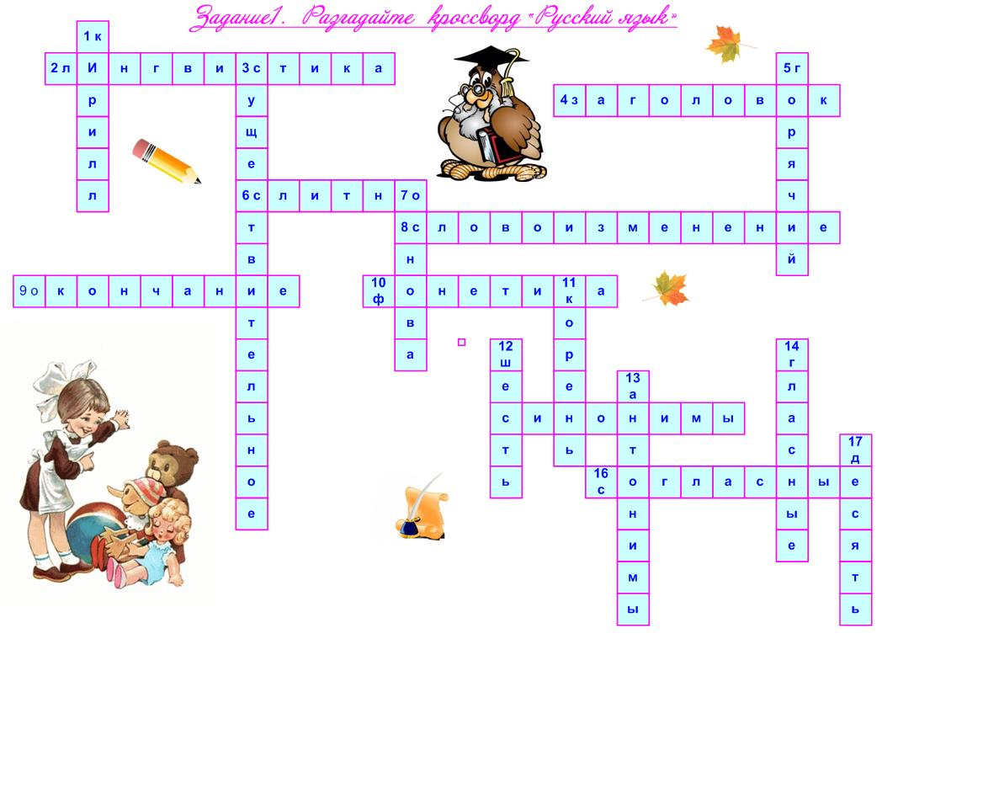 Задание1. Разгадайте кроссворд «Русский язык»
1 к
2 л И н г в и 3 с т и к а 5 г
р у 4 з а г о л о в о к
и щ р
л е я
л 6 с л и т н 7 о ч
т 8 с л о в о и з м е н е н и е
в н й
9 о к о н ч а н и е 10 ф о н е т и 11 к а
т в о
е а 12 ш р 14 г
л е е 13 а л
ь с и н о н и м ы а
н т ь т с 17 д
о ь 16 с о г л а с н ы е
е н ы с
и е я
м т
ы ь